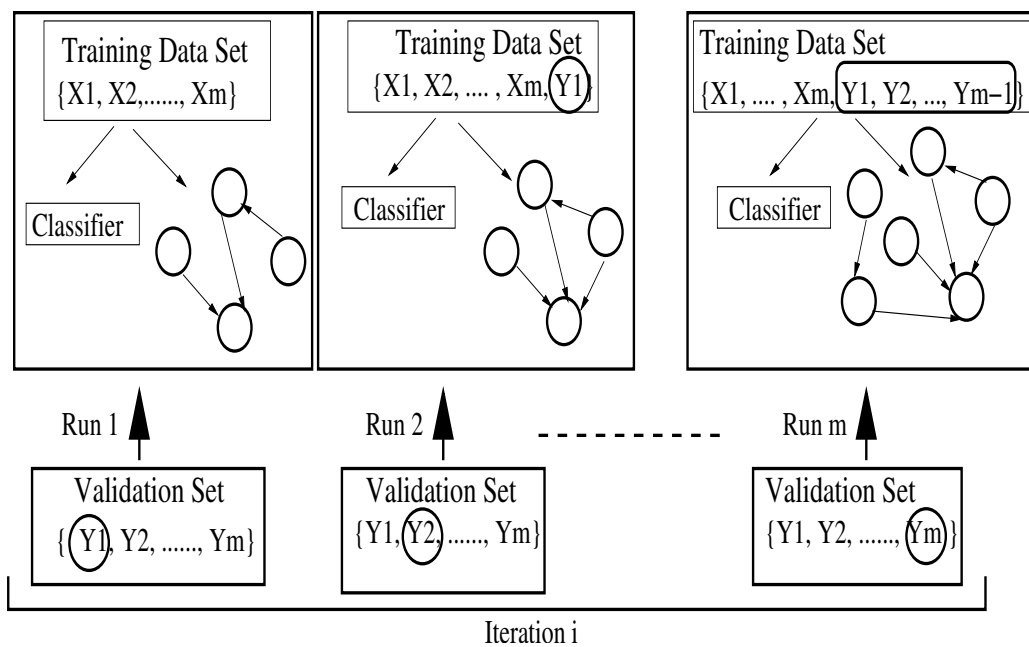 Training Data Set
{X1, X2,......, Xm}
Classifier
Training Data Set
{X1, X2, .... , Xm, Y1}
Classifier
Training Data Set
{X1, .... , Xm, Y1, Y2, ..., Ym−1}
Classifier
Run 1
Run 2
Run m
Validation Set
{ Y1, Y2, ......, Ym}
Validation Set
{Y1, Y2, ......, Ym}
Validation Set
{Y1, Y2, ......, Ym }
Iteration i